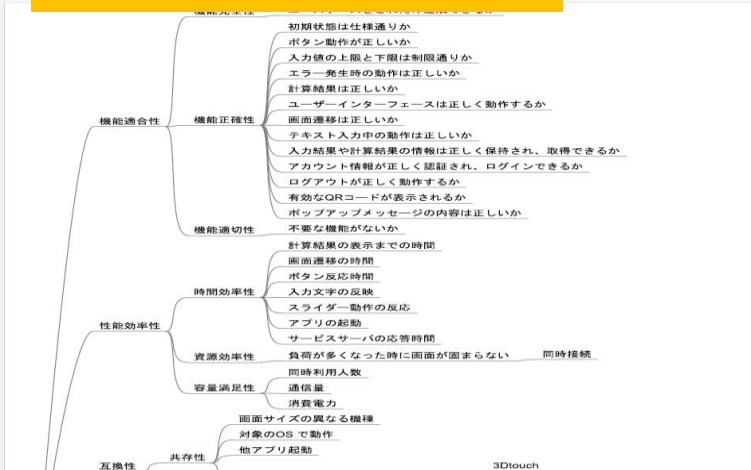 初期状態は仕様通りか
ボタン動作が正しいか
入力値の上限と下限は制限通りか
エラー発生時の動作は正しいか
計算結果は正しいか
ユーザーインターフェースは正しく動作するか
機能適合性
機能正確性
画面遷移は正しいか
テキスト入力中の動作は正しいか
入力結果や計算結果の情報は正しく保持され、取得できるか
アカウント情報が正しく認証され、ログインできるか
ログアウトが正しく動作するか
有効なQRコードが表示されるか
ポップアップメッセージの内容は正しいか
機能適切性
不要な機能がないか
計算結果の表示までの時間
画面遷移の時間
ボタン反応時間
時間効率性
入力文字の反映
スライダー動作の反応
アプリの起動
性能効率性
サービスサーバの応答時間
資源効率性
負荷が多くなった時に画面が固まらない
同時接続
同時利用人数
容量満足性
通信量
消費電力
画面サイズの異なる機種
対象のOS で動作
他アプリ起動
共存性
互換性
3Dtouch